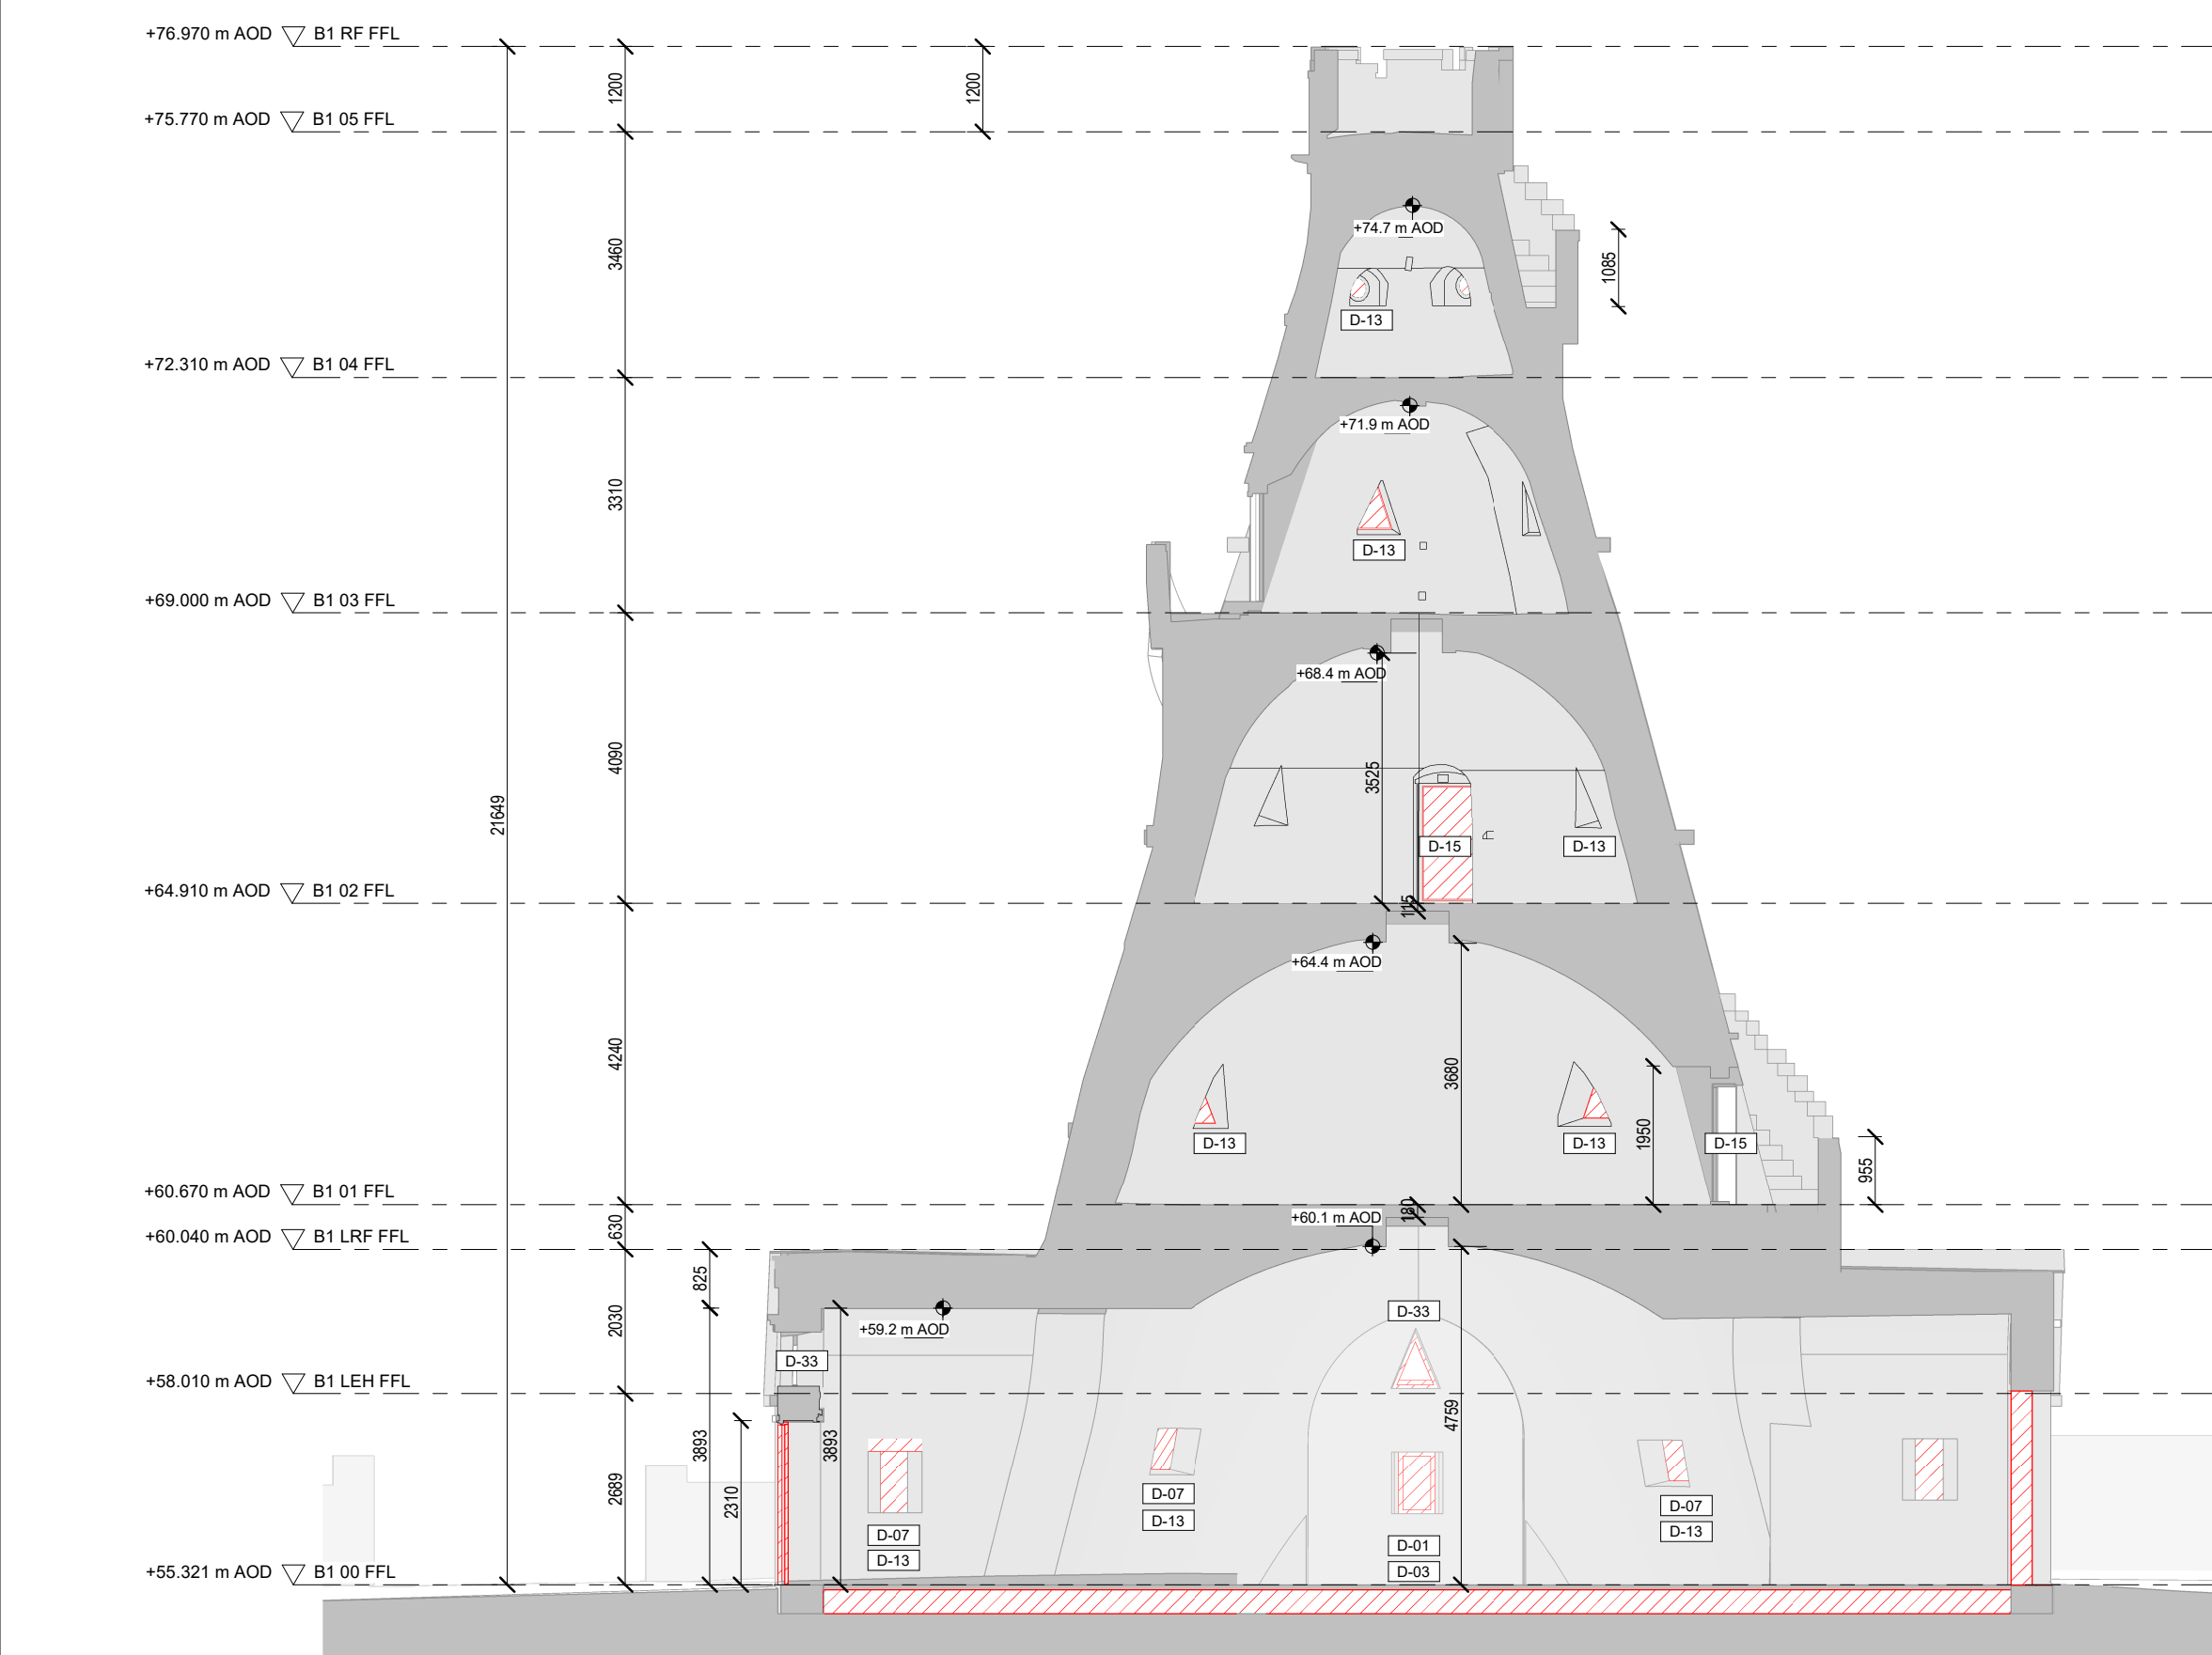 +76.970 m AOD B1 RF FFL
1200
1200
+75.770 m AOD B1 05 FFL
+74.7 m AOD
3460
1085
D-13
+72.310 m AOD B1 04 FFL
+71.9 m AOD
3310
D-13
+69.000 m AOD B1 03 FFL
+68.4 m AOD
4090
3525
21649
D-15
D-13
+64.910 m AOD B1 02 FFL
115
+64.4 m AOD
4240
3680
1950
D-13
D-13
D-15
955
+60.670 m AOD B1 01 FFL
180
+60.1 m AOD
630
+60.040 m AOD B1 LRF FFL
825
2030
+59.2 m AOD
D-33
D-33
+58.010 m AOD B1 LEH FFL
4759
3893
3893
2689
2310
D-07
D-13
D-07
D-13
D-07
D-13
D-01
D-03
+55.321 m AOD B1 00 FFL